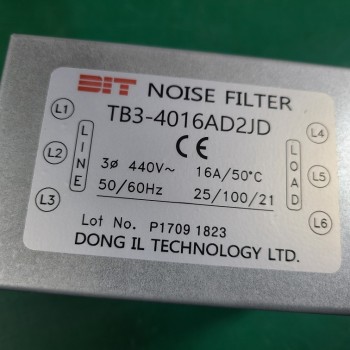 DIT NOISE FILTER
TB3-4016AD2JD
CE
L1 L4
L2 LINE LOAD L5
L3 L6
3ø 440V~ 16A/50°C
50/60Hz 25/100/21
Lot No. P1709 1823
DONG IL TECHNOLOGY LTD.